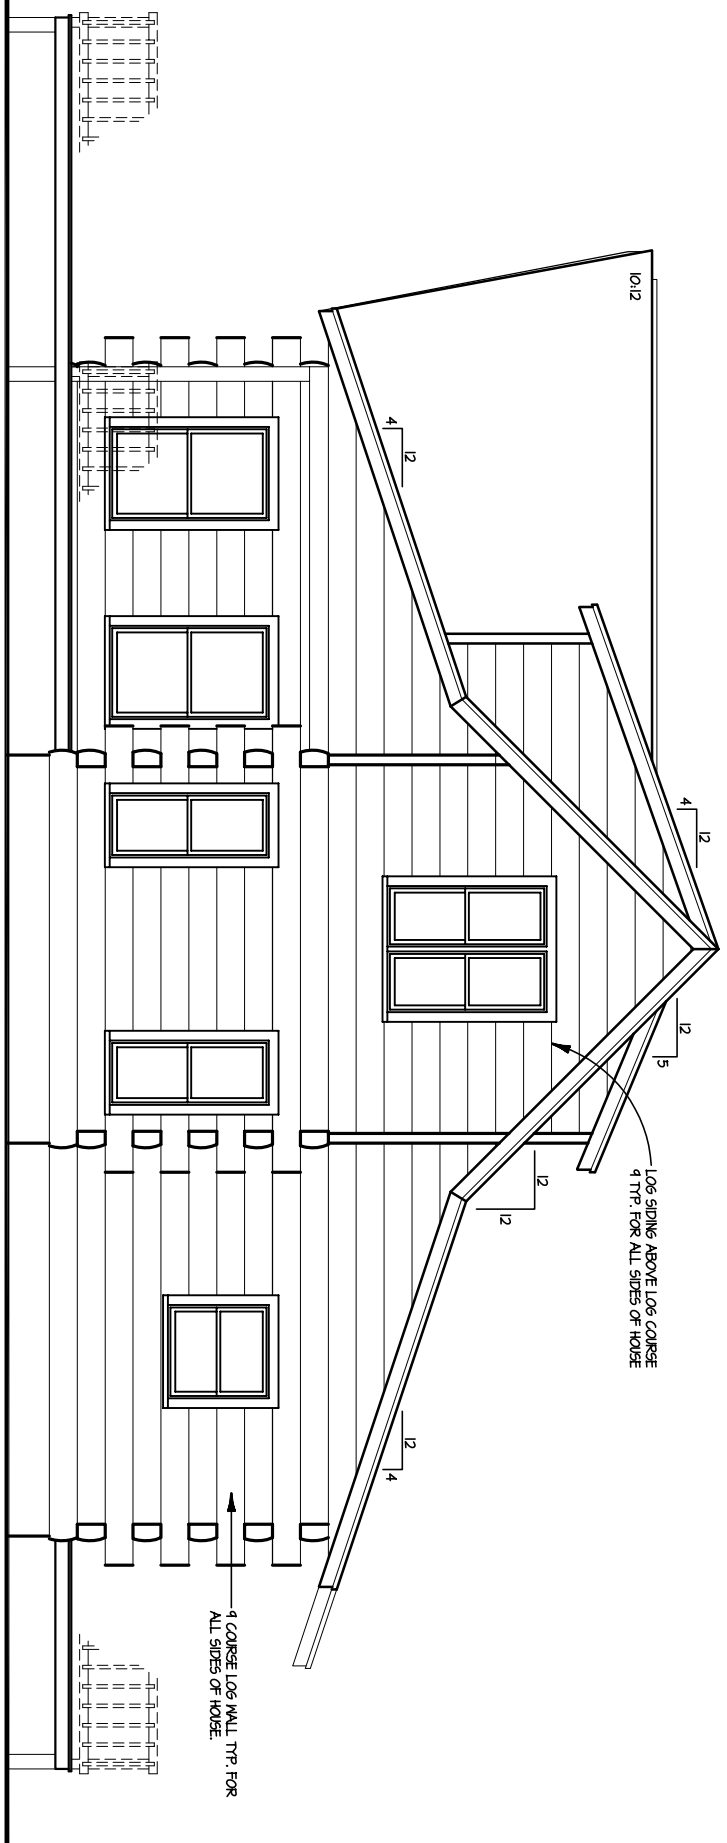 10:12
4
12
4
12
12
5
LOG SIDING ABOVE LOG COURSE
9 TYP. FOR ALL SIDES OF HOUSE
12
12
12
4
9 COURSE LOG WALL TYP. FOR
ALL SIDES OF HOUSE.